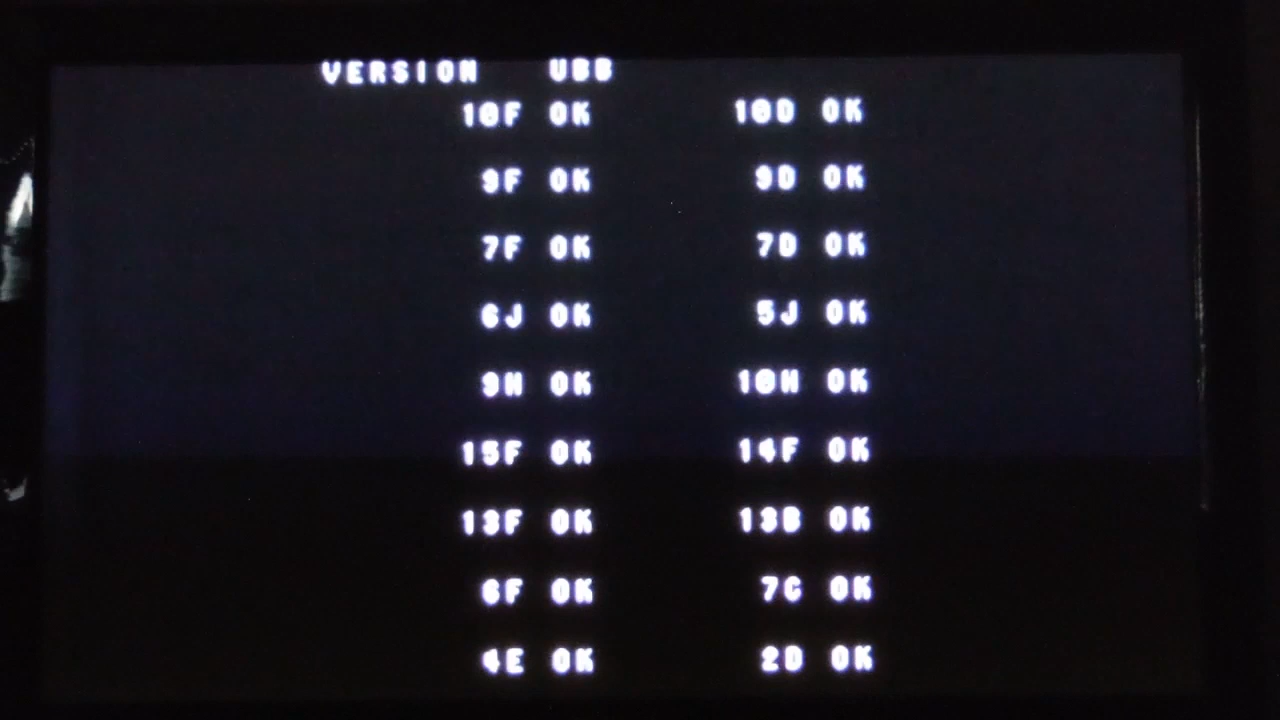 VERSION UBB
10F OK 10D OK
9F OK 9D OK
7F OK 7D OK
6J OK 5J OK
9H OK 10H OK
15F OK 14F OK
13F OK 13B OK
6F OK 7C OK
4E OK 2D OK